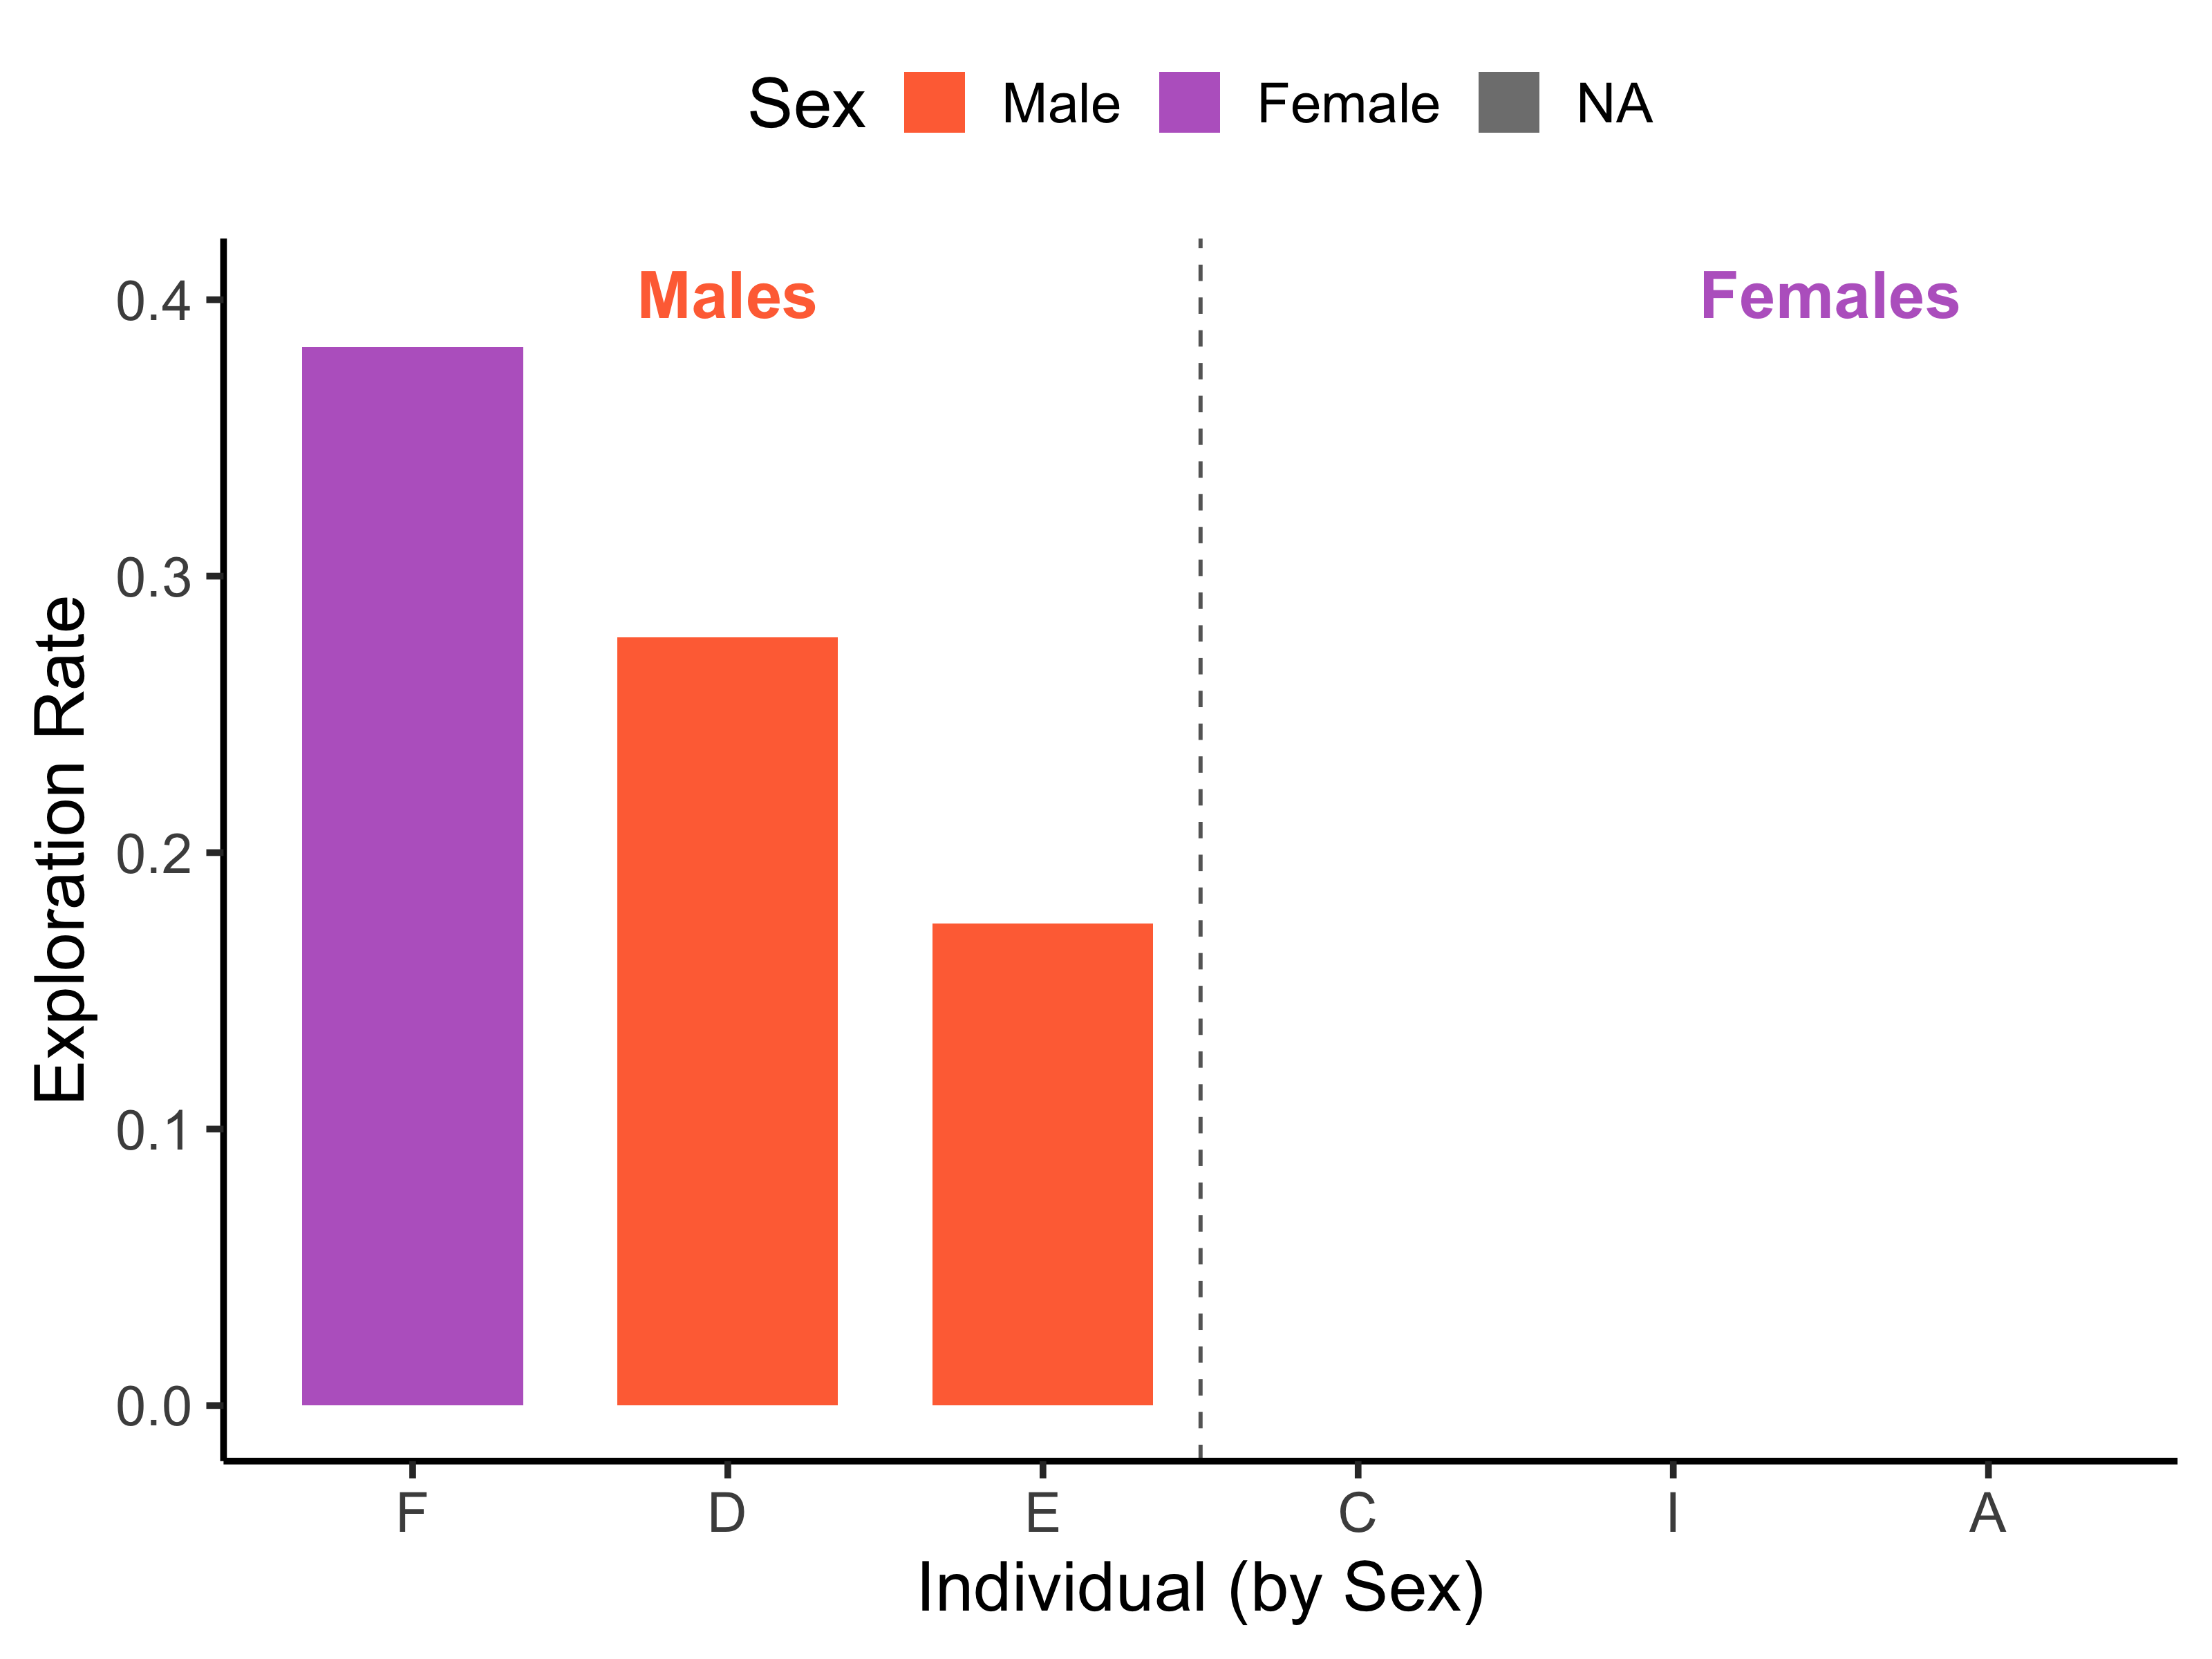 Sex Male Female NA
Males Females
0.4
0.3
0.2
0.1
0.0
Exploration Rate
F D E C I A
Individual (by Sex)